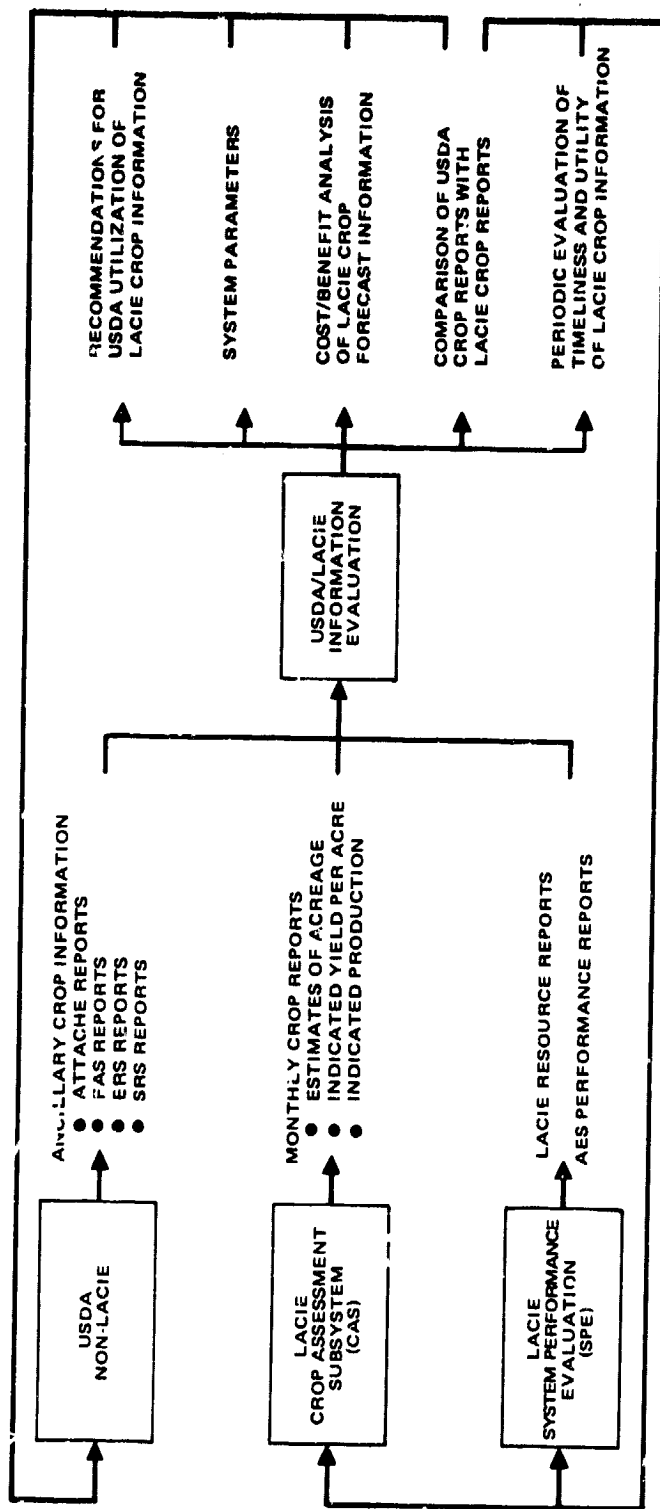 USDA
NON-LACIE
ANCILLARY CROP INFORMATION
● ATTACHE REPORTS
● FAS REPORTS
● ERS REPORTS
● SRS REPORTS
LACIE
CROP ASSESSMENT
SUBSYSTEM
(CAS)
MONTHLY CROP REPORTS
● ESTIMATES OF ACREAGE
● INDICATED YIELD PER ACRE
● INDICATED PRODUCTION
LACIE
SYSTEM PERFORMANCE
EVALUATION
(SPE)
LACIE RESOURCE REPORTS
AES PERFORMANCE REPORTS
USDA/LACIE
INFORMATION
EVALUATION
RECOMMENDATIONS FOR
USDA UTILIZATION OF
LACIE CROP INFORMATION
SYSTEM PARAMETERS
COST/BENEFIT ANALYSIS
OF LACIE CROP
FORECAST INFORMATION
COMPARISON OF USDA
CROP REPORTS WITH
LACIE CROP REPORTS
PERIODIC EVALUATION OF
TIMELINESS AND UTILITY
OF LACIE CROP INFORMATION